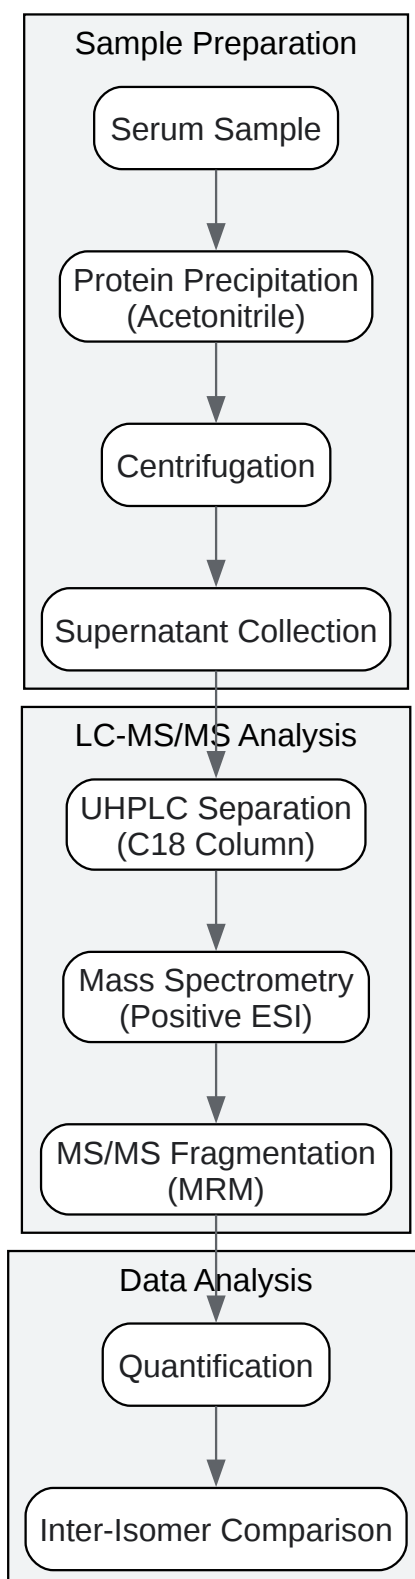 Sample Preparation
Serum Sample
Protein Precipitation
(Acetonitrile)
Centrifugation
Supernatant Collection
LC-MS/MS Analysis
UHPLC Separation
(C18 Column)
Mass Spectrometry
(Positive ESI)
MS/MS Fragmentation
(MRM)
Data Analysis
Quantification
Inter-Isomer Comparison